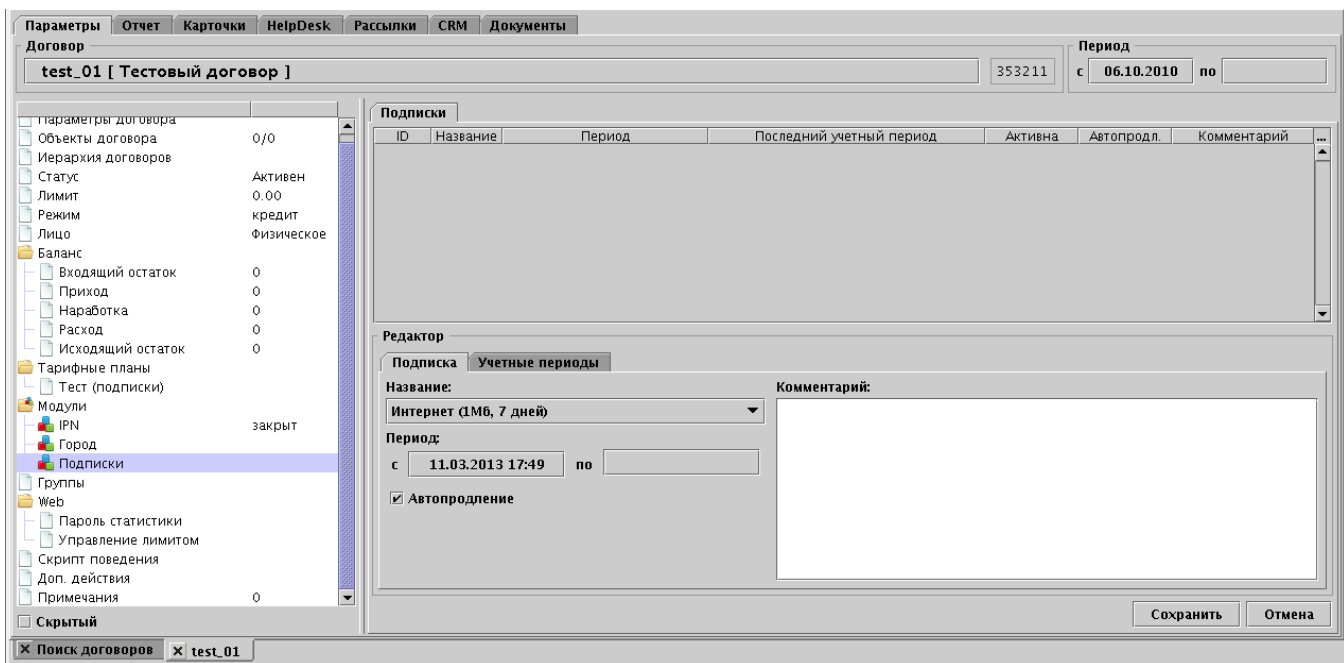 Параметры Отчет Карточки HelpDesk Рассылки CRM Документы
Договор Период
test_01 [ Тестовый договор ] 353211 с 06.10.2010 по
Параметры договора
Объекты договора 0/0
Иерархия договоров
Статус Активен
Лимит 0.00
Режим кредит
Лицо Физическое
Баланс
Входящий остаток 0
Приход 0
Наработка 0
Расход 0
Исходящий остаток 0
Тарифные планы
Тест (подписки)
Модули
IPN закрыт
Город
Подписки
Группы
Web
Пароль статистики
Управление лимитом
Скрипт поведения
Доп. действия
Примечания 0
Скрытый
Подписки
ID Название Период Последний учетный период Активна Автопродл. Комментарий ...
Редактор
Подписка Учетные периоды
Название: Комментарий:
Интернет (1Мб, 7 дней)
Период:
с 11.03.2013 17:49 по
Автопродление
Сохранить Отмена
Поиск договоров test_01